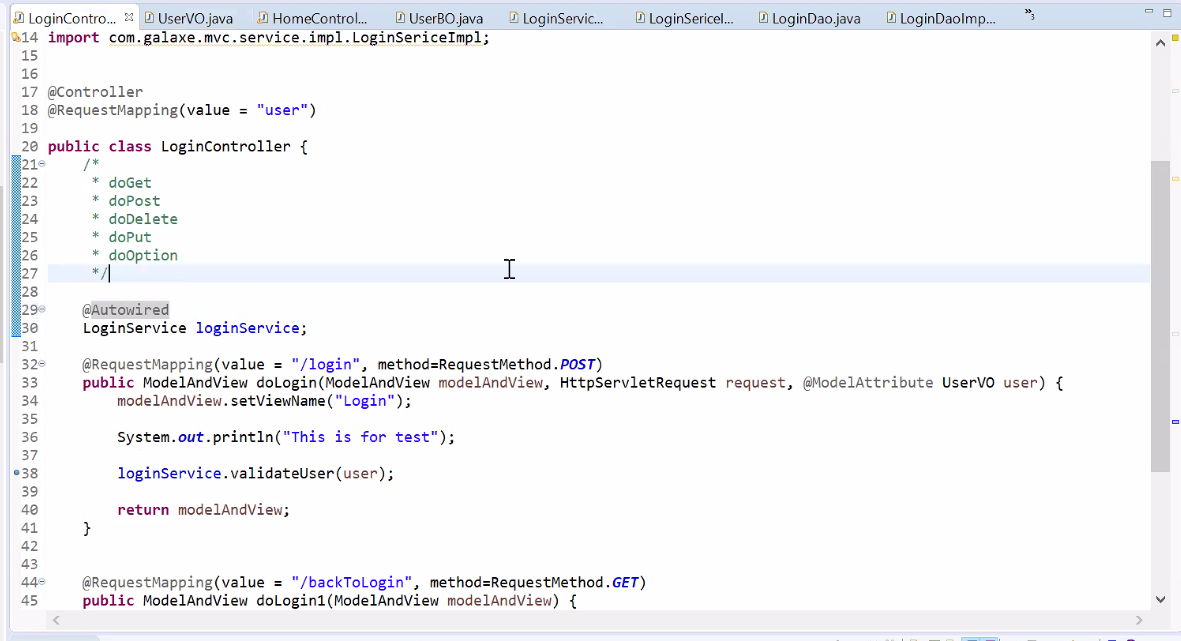 LoginContro... UserVO.java HomeControl... UserBO.java LoginServic... LoginSericeI... LoginDao.java LoginDaoImp... »3
14 import com.galaxe.mvc.service.impl.LoginSericeImpl;
15
16
17 @Controller
18 @RequestMapping(value = "user")
19
20 public class LoginController {
21 /*
22 * doGet
23 * doPost
24 * doDelete
25 * doPut
26 * doOption
27 */
28
29 @Autowired
30 LoginService loginService;
31
32 @RequestMapping(value = "/login", method=RequestMethod.POST)
33 public ModelAndView doLogin(ModelAndView modelAndView, HttpServletRequest request, @ModelAttribute UserVO user) {
34 modelAndView.setViewName("Login");
35
36 System.out.println("This is for test");
37
38 loginService.validateUser(user);
39
40 return modelAndView;
41 }
42
43
44 @RequestMapping(value = "/backToLogin", method=RequestMethod.GET)
45 public ModelAndView doLogin1(ModelAndView modelAndView) {